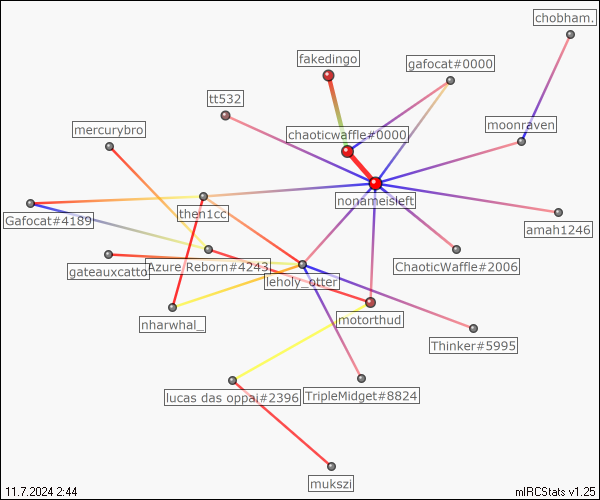 chobham.
fakedingo
gafocat#0000
tt532
mercurybro
chaoticwaffle#0000
moonraven
nonameisleft
Gafocat#4189
then1cc
amah1246
gateauxcatto
Azure Reborn#4243
ChaoticWaffle#2006
leholy_otter
nharwhal_
motorthud
Thinker#5995
lucas das oppai#2396
TripleMidget#8824
mukszi
11.7.2024 2:44
mIRCStats v1.25